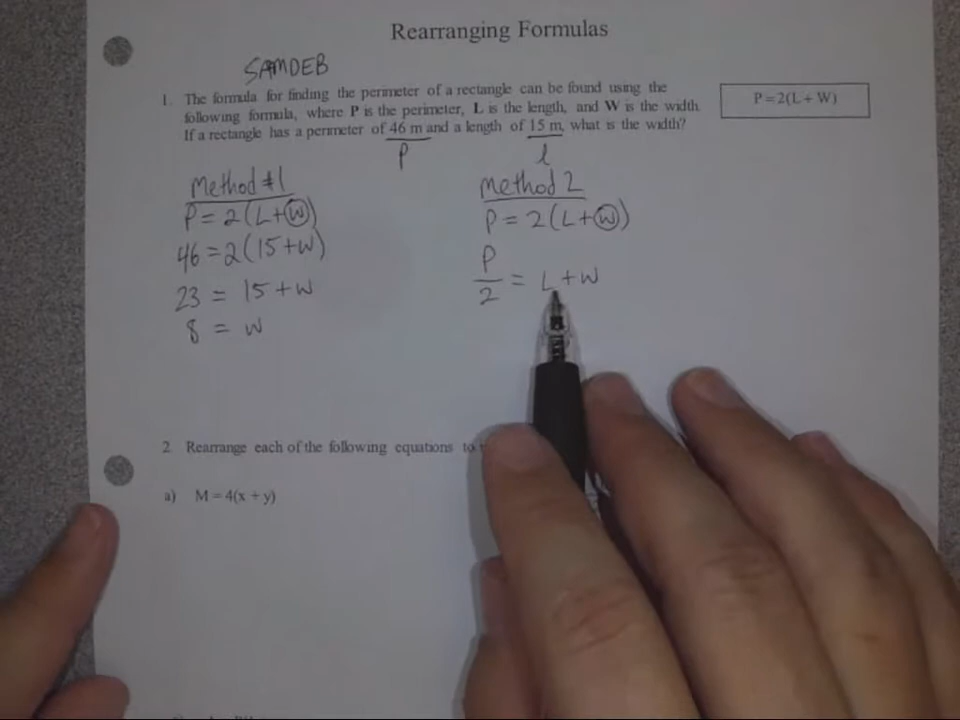 Rearranging Formulas
SAMDEB
1. The formula for finding the perimeter of a rectangle can be found using the
following formula, where P is the perimeter, L is the length, and W is the width.
If a rectangle has a perimeter of 46 m and a length of 15 m, what is the width?
P = 2(L + W)
P
l
Method #1
P = 2(L+W)
46 = 2(15+W)
23 = 15 + W
8 = W
Method 2
P = 2(L+W)
P
2 = L + W
2. Rearrange each of the following equations to
a) M = 4(x + y)